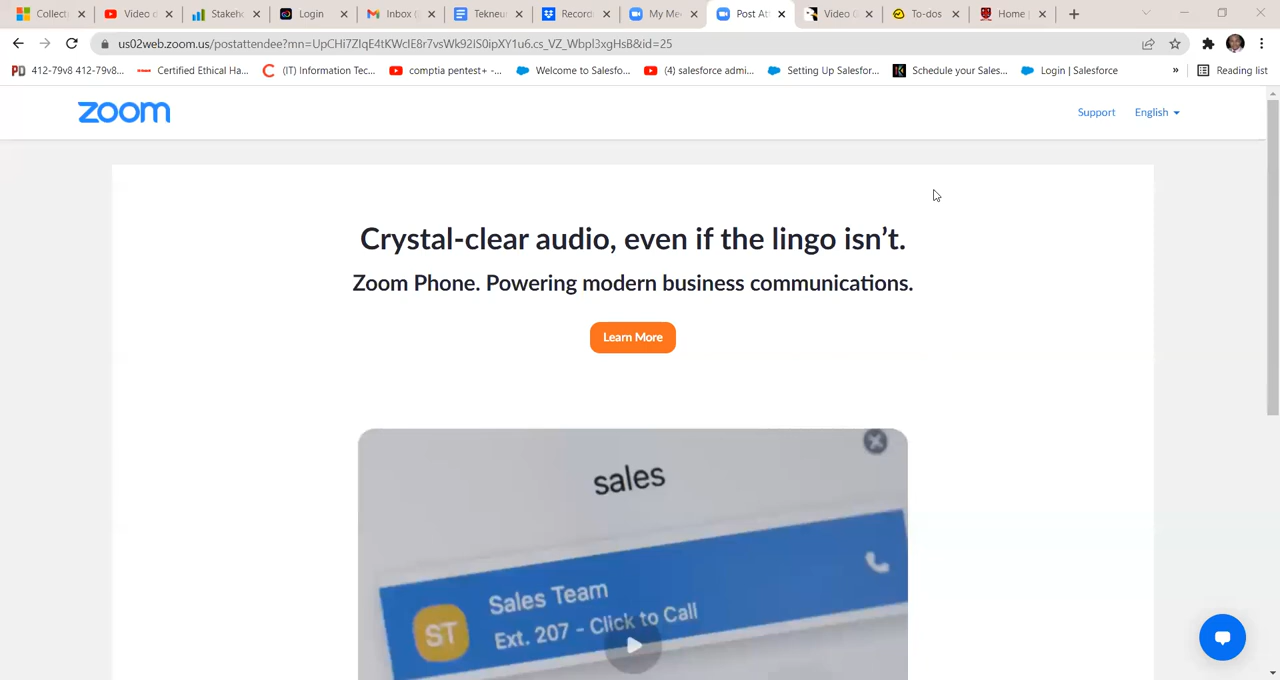 Collect
Video d
Stakeh
Login
Inbox (
Tekneu
Record
My Me
Post At
Video G
To-dos
Home |
us02web.zoom.us/postattendee?mn=UpCHi7ZIqE4tKWcIE8r7vsWk92JS0ipXY1u6.cs_VZ_Wbpl3xgHsB&id=25
PD 412-79v8 412-79v8...
Certified Ethical Ha...
(IT) Information Tec...
comptia pentest+ -...
Welcome to Salesfo...
(4) salesforce admi...
Setting Up Salesfor...
Schedule your Sales...
Login | Salesforce
»
Reading list
zoom
Support
English
Crystal-clear audio, even if the lingo isn't.
Zoom Phone. Powering modern business communications.
Learn More
sales
ST
Sales Team
Ext. 207 - Click to Call